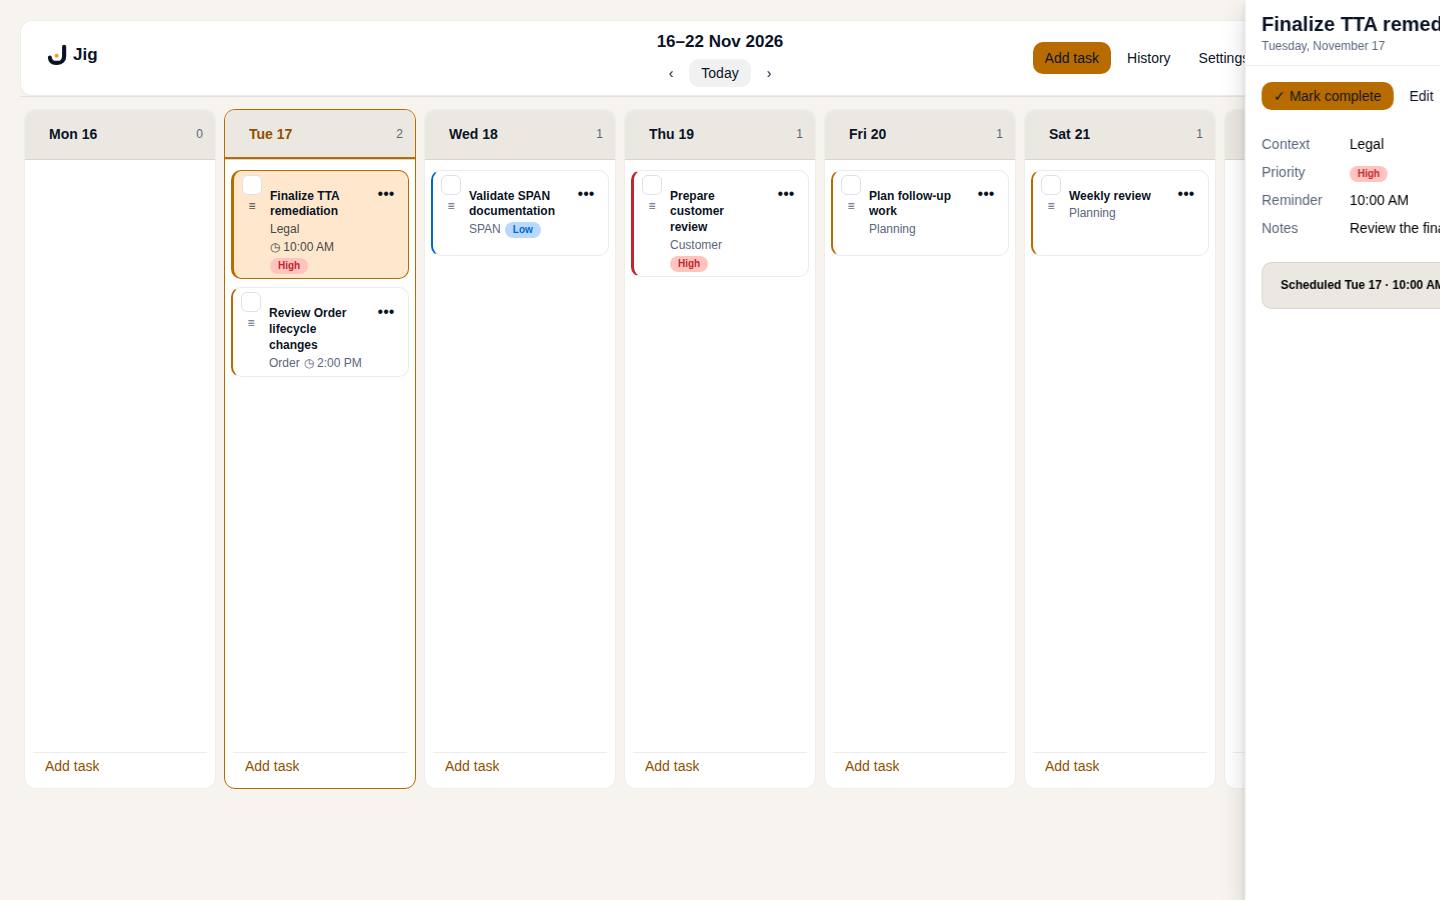 Jig
16–22 Nov 2026
‹ Today ›
Add task History Settings
Mon 16 0
Add task
Tue 17 2
Finalize TTA
remediation
Legal
10:00 AM
High
Review Order
lifecycle
changes
Order 2:00 PM
Add task
Wed 18 1
Validate SPAN
documentation
SPAN Low
Add task
Thu 19 1
Prepare
customer
review
Customer
High
Add task
Fri 20 1
Plan follow-up
work
Planning
Add task
Sat 21 1
Weekly review
Planning
Add task
Finalize TTA remed
Tuesday, November 17
✓ Mark complete Edit
Context Legal
Priority High
Reminder 10:00 AM
Notes Review the fina
Scheduled Tue 17 · 10:00 AM